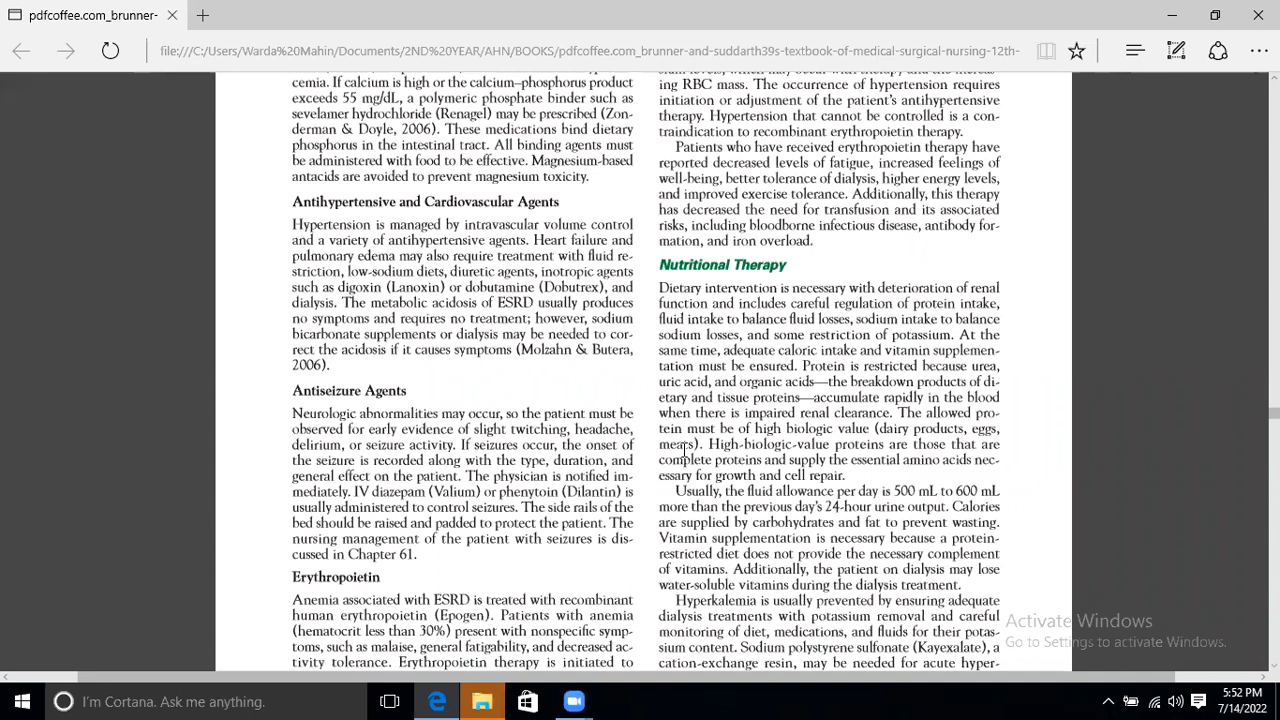 pdfcoffee.com_brunner-
file:///C:/Users/Warda%20Mahin/Documents/2ND%20YEAR/AHN/BOOKS/pdfcoffee.com_brunner-and-suddarth39s-textbook-of-medical-surgical-nursing-12th-
cemia. If calcium is high or the calcium–phosphorus product
exceeds 55 mg/dL, a polymeric phosphate binder such as
sevelamer hydrochloride (Renagel) may be prescribed (Zon-
derman & Doyle, 2006). These medications bind dietary
phosphorus in the intestinal tract. All binding agents must
be administered with food to be effective. Magnesium-based
antacids are avoided to prevent magnesium toxicity.
Antihypertensive and Cardiovascular Agents
Hypertension is managed by intravascular volume control
and a variety of antihypertensive agents. Heart failure and
pulmonary edema may also require treatment with fluid re-
striction, low-sodium diets, diuretic agents, inotropic agents
such as digoxin (Lanoxin) or dobutamine (Dobutrex), and
dialysis. The metabolic acidosis of ESRD usually produces
no symptoms and requires no treatment; however, sodium
bicarbonate supplements or dialysis may be needed to cor-
rect the acidosis if it causes symptoms (Molzahn & Butera,
2006).
Antiseizure Agents
Neurologic abnormalities may occur, so the patient must be
observed for early evidence of slight twitching, headache,
delirium, or seizure activity. If seizures occur, the onset of
the seizure is recorded along with the type, duration, and
general effect on the patient. The physician is notified im-
mediately. IV diazepam (Valium) or phenytoin (Dilantin) is
usually administered to control seizures. The side rails of the
bed should be raised and padded to protect the patient. The
nursing management of the patient with seizures is dis-
cussed in Chapter 61.
Erythropoietin
Anemia associated with ESRD is treated with recombinant
human erythropoietin (Epogen). Patients with anemia
(hematocrit less than 30%) present with nonspecific symp-
toms, such as malaise, general fatigability, and decreased ac-
tivity tolerance. Erythropoietin therapy is initiated to
ing RBC mass. The occurrence of hypertension requires
initiation or adjustment of the patient's antihypertensive
therapy. Hypertension that cannot be controlled is a con-
traindication to recombinant erythropoietin therapy.
Patients who have received erythropoietin therapy have
reported decreased levels of fatigue, increased feelings of
well-being, better tolerance of dialysis, higher energy levels,
and improved exercise tolerance. Additionally, this therapy
has decreased the need for transfusion and its associated
risks, including bloodborne infectious disease, antibody for-
mation, and iron overload.
Nutritional Therapy
Dietary intervention is necessary with deterioration of renal
function and includes careful regulation of protein intake,
fluid intake to balance fluid losses, sodium intake to balance
sodium losses, and some restriction of potassium. At the
same time, adequate caloric intake and vitamin supplemen-
tation must be ensured. Protein is restricted because urea,
uric acid, and organic acids—the breakdown products of di-
etary and tissue proteins—accumulate rapidly in the blood
when there is impaired renal clearance. The allowed pro-
tein must be of high biologic value (dairy products, eggs,
meats). High-biologic-value proteins are those that are
complete proteins and supply the essential amino acids nec-
essary for growth and cell repair.
Usually, the fluid allowance per day is 500 mL to 600 mL
more than the previous day's 24-hour urine output. Calories
are supplied by carbohydrates and fat to prevent wasting.
Vitamin supplementation is necessary because a protein-
restricted diet does not provide the necessary complement
of vitamins. Additionally, the patient on dialysis may lose
water-soluble vitamins during the dialysis treatment.
Hyperkalemia is usually prevented by ensuring adequate
dialysis treatments with potassium removal and careful
monitoring of diet, medications, and fluids for their potas-
sium content. Sodium polystyrene sulfonate (Kayexalate), a
cation-exchange resin, may be needed for acute hyper-
Activate Windows
Go to Settings to activate Windows.
I'm Cortana. Ask me anything.
5:52 PM
7/14/2022